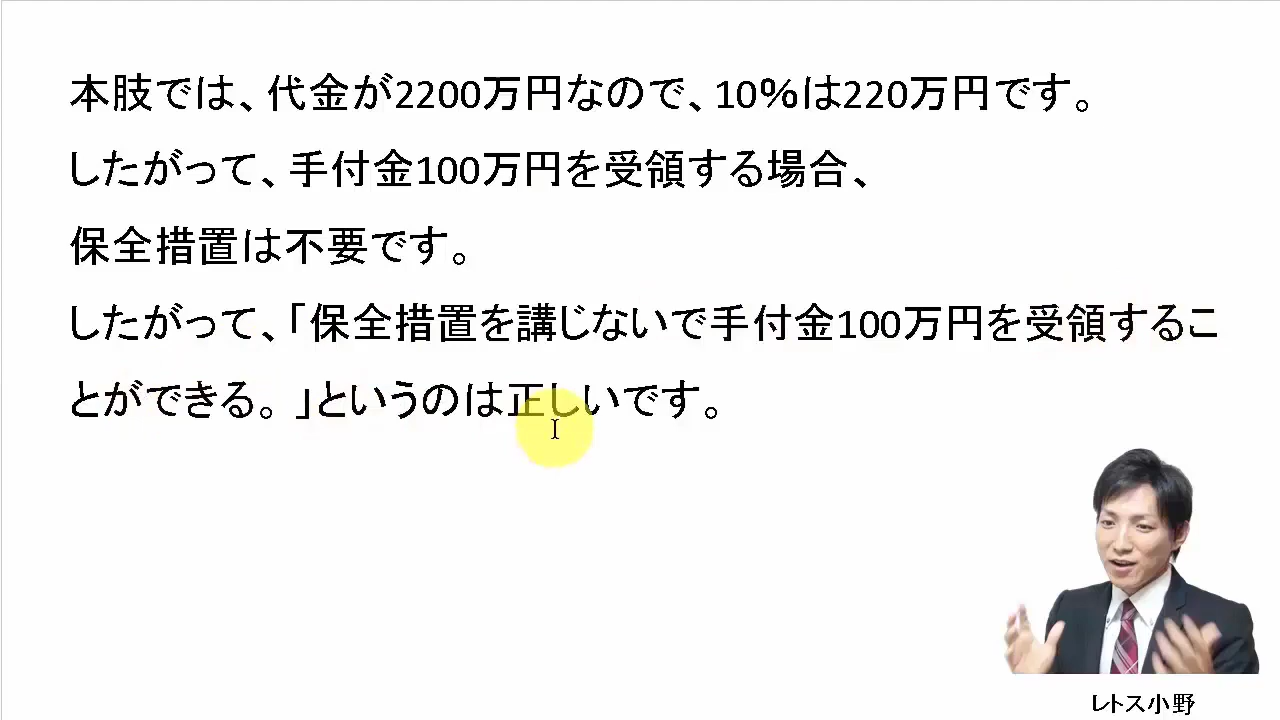 本肢では、代金が2200万円なので、10%は220万円です。
したがって、手付金100万円を受領する場合、
保全措置は不要です。
したがって、「保全措置を講じないで手付金100万円を受領するこ
とができる。」というのは正しいです。
レトス小野